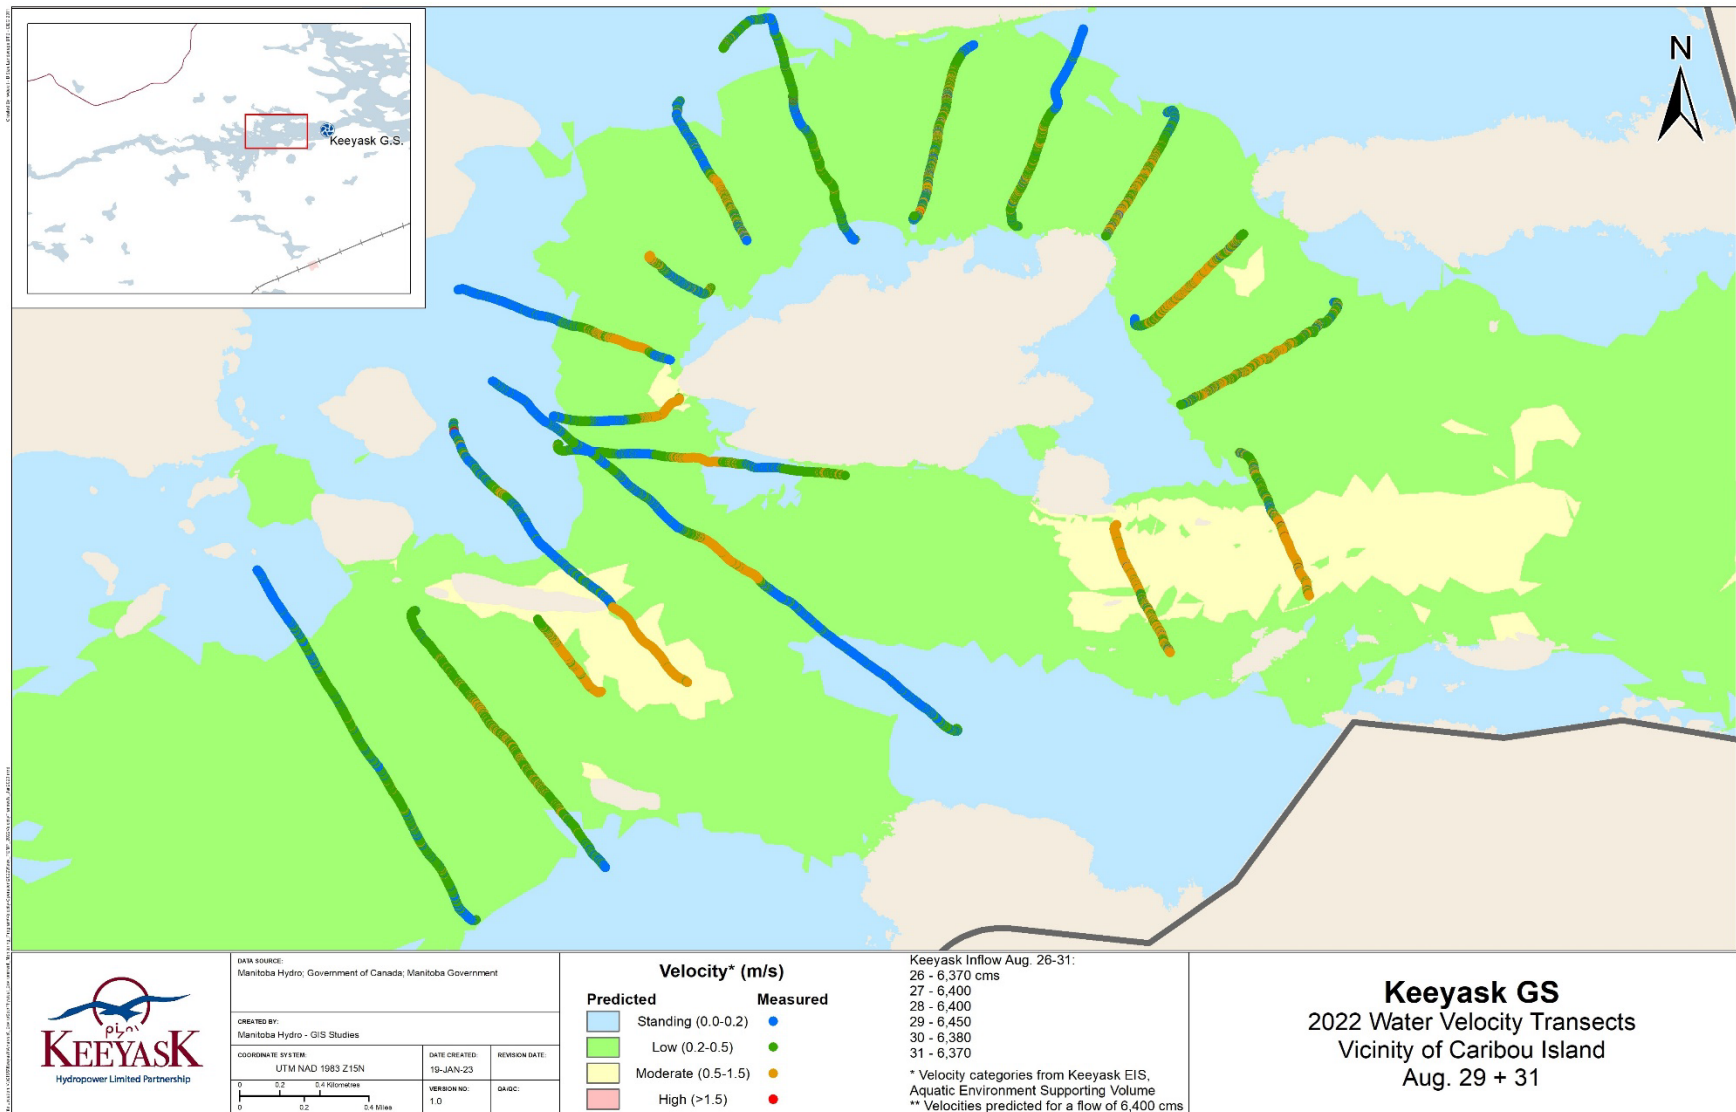 Keeyask G.S.
N
KEEYASK
Hydropower Limited Partnership
DATA SOURCE:
Manitoba Hydro; Government of Canada; Manitoba Government
CREATED BY:
Manitoba Hydro - GIS Studies
COORDINATE SYSTEM:
UTM NAD 1983 Z15N
DATE CREATED:
19-JAN-23
REVISION DATE:
0 0.2 0.4 Kilometres
0 0.2 0.4 Miles
VERSION NO:
1.0
QA/QC:
Velocity* (m/s)
Predicted Measured
Standing (0.0-0.2)
Low (0.2-0.5)
Moderate (0.5-1.5)
High (>1.5)
Keeyask Inflow Aug. 26-31:
26 - 6,370 cms
27 - 6,400
28 - 6,400
29 - 6,450
30 - 6,380
31 - 6,370
* Velocity categories from Keeyask EIS,
Aquatic Environment Supporting Volume
** Velocities predicted for a flow of 6,400 cms
Keeyask GS
2022 Water Velocity Transects
Vicinity of Caribou Island
Aug. 29 + 31